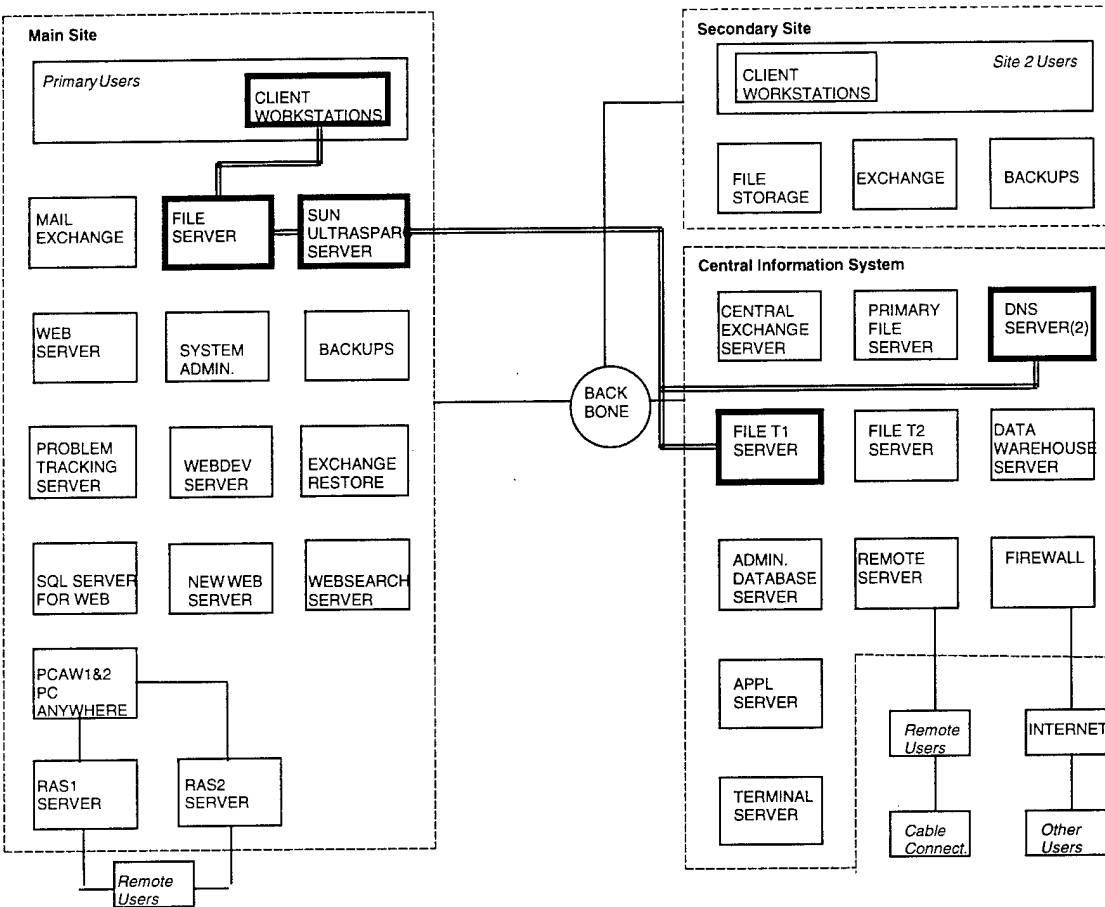 Main Site
Primary Users
CLIENT
WORKSTATIONS
MAIL
EXCHANGE
FILE
SERVER
SUN
ULTRASPARC
SERVER
WEB
SERVER
SYSTEM
ADMIN.
BACKUPS
PROBLEM
TRACKING
SERVER
WEBDEV
SERVER
EXCHANGE
RESTORE
SQL SERVER
FOR WEB
NEW WEB
SERVER
WEBSEARCH
SERVER
PCAW1&2
PC
ANYWHERE
RAS1
SERVER
RAS2
SERVER
Remote
Users
BACK
BONE
Secondary Site
Site 2 Users
CLIENT
WORKSTATIONS
FILE
STORAGE
EXCHANGE
BACKUPS
Central Information System
CENTRAL
EXCHANGE
SERVER
PRIMARY
FILE
SERVER
DNS
SERVER(2)
FILE T1
SERVER
FILE T2
SERVER
DATA
WAREHOUSE
SERVER
ADMIN.
DATABASE
SERVER
REMOTE
SERVER
FIREWALL
APPL
SERVER
TERMINAL
SERVER
Remote
Users
INTERNET
Cable
Connect.
Other
Users